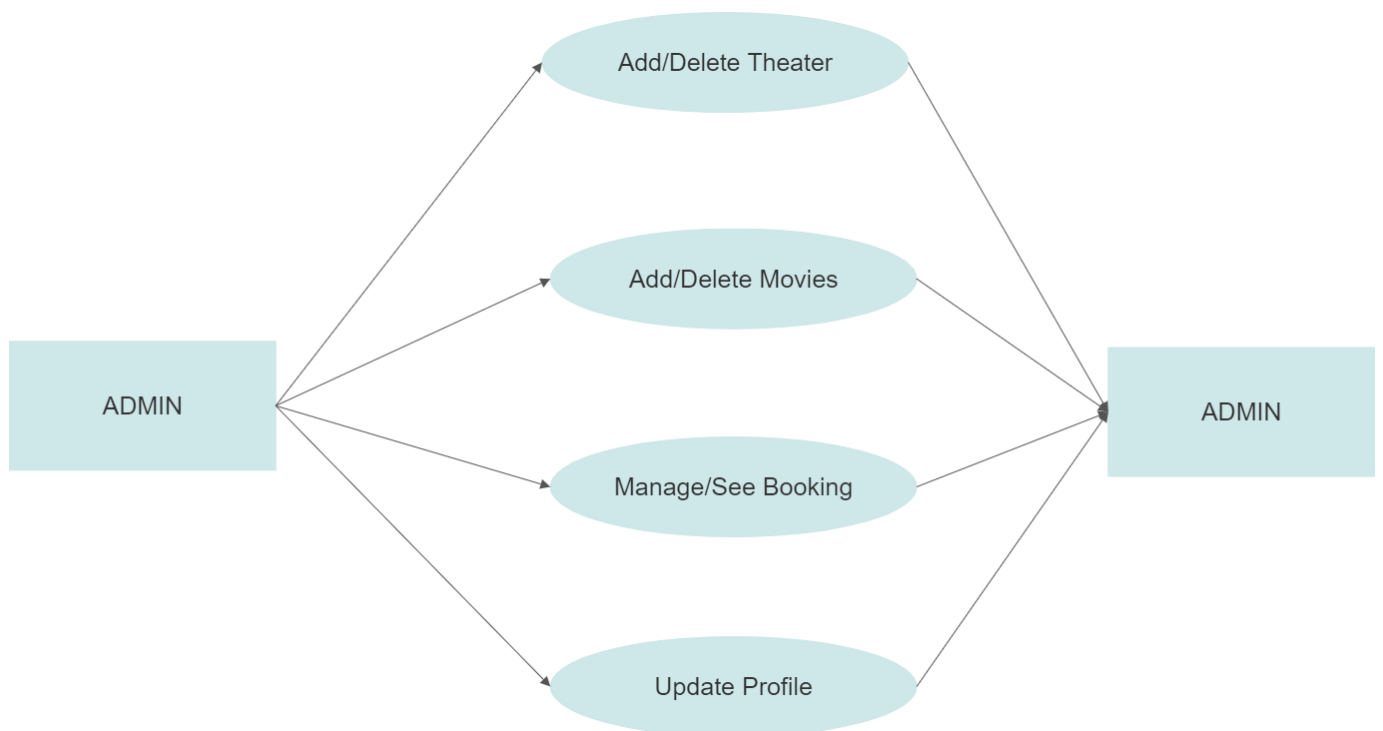 Add/Delete Theater
Add/Delete Movies
ADMIN
ADMIN
Manage/See Booking
Update Profile